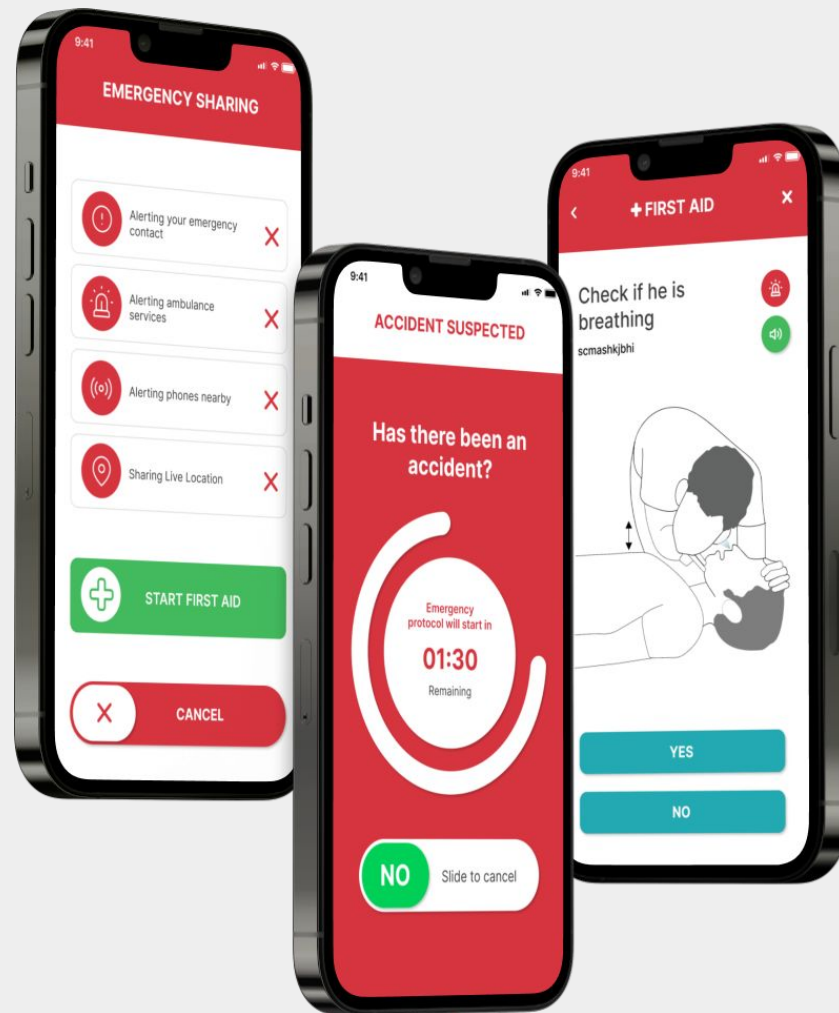 9:41
EMERGENCY SHARING
Alerting your emergency
contact
Alerting ambulance
services
Alerting phones nearby
Sharing Live Location
START FIRST AID
CANCEL
9:41
ACCIDENT SUSPECTED
Has there been an
accident?
Emergency
protocol will start in
01:30
Remaining
NO
Slide to cancel
9:41
FIRST AID
Check if he is
breathing
scmashkjbhi
YES
NO